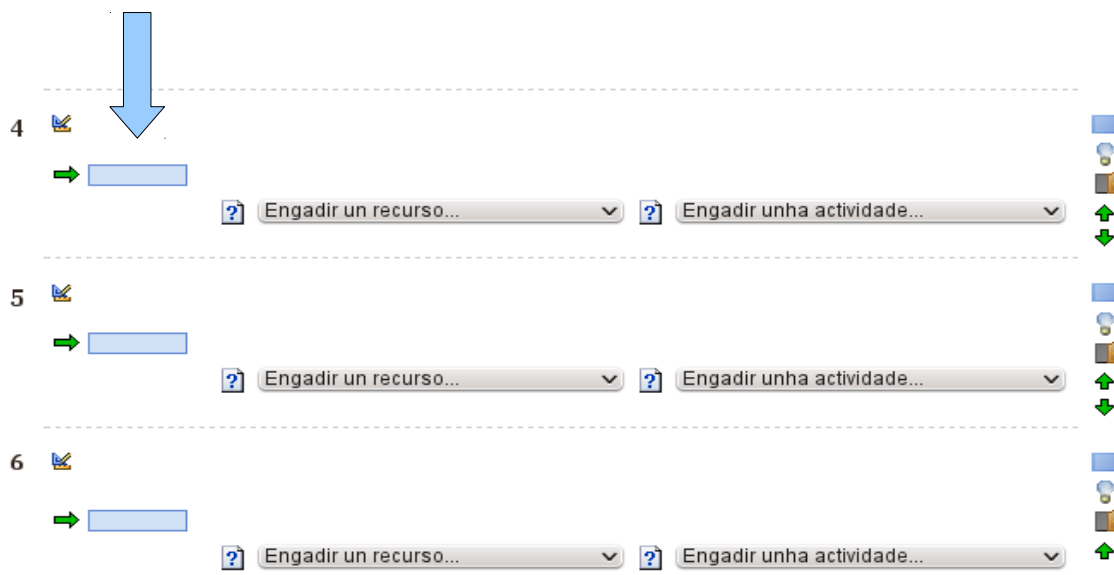 4
Engadir un recurso... Engadir unha actividade...
5
Engadir un recurso... Engadir unha actividade...
6
Engadir un recurso... Engadir unha actividade...